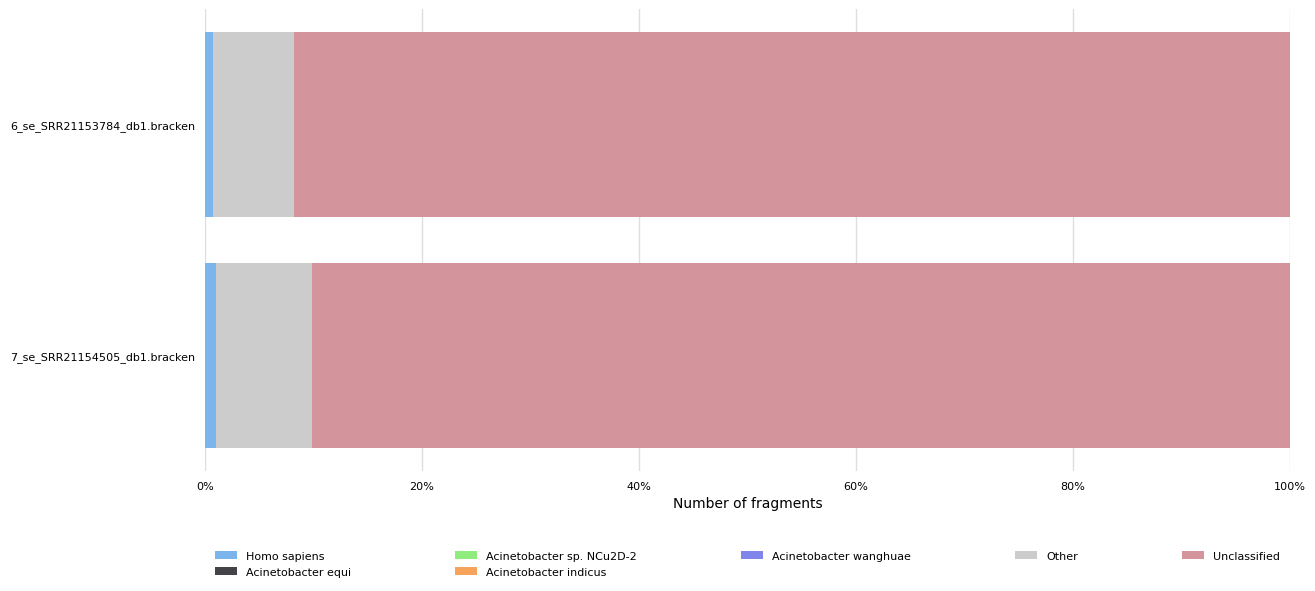 6_se_SRR21153784_db1.bracken
7_se_SRR21154505_db1.bracken
0% 20% 40% 60% 80% 100%
Number of fragments
Homo sapiens Acinetobacter sp. NCu2D-2 Acinetobacter wanghuae Other Unclassified
Acinetobacter equi Acinetobacter indicus